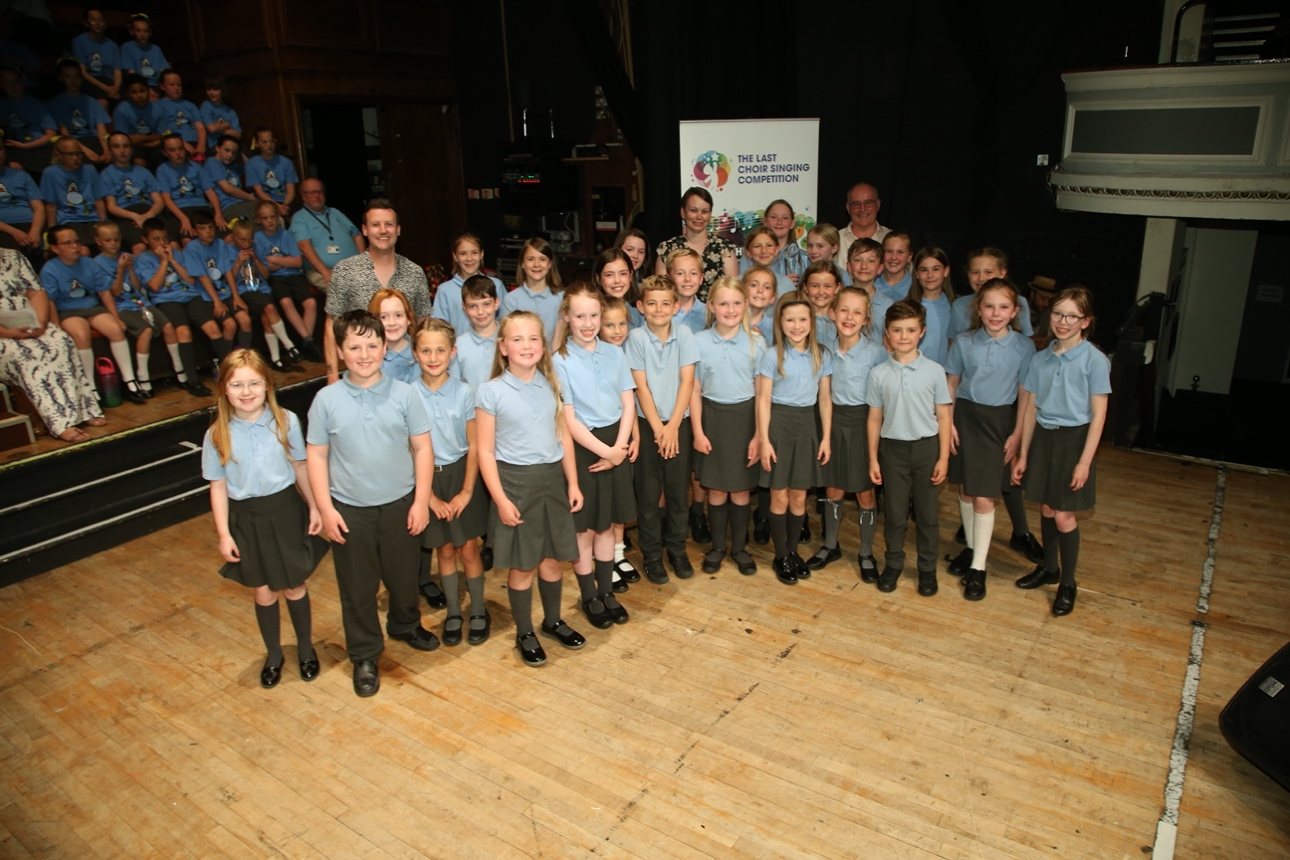 THE LAST
CHOIR SINGING
COMPETITION